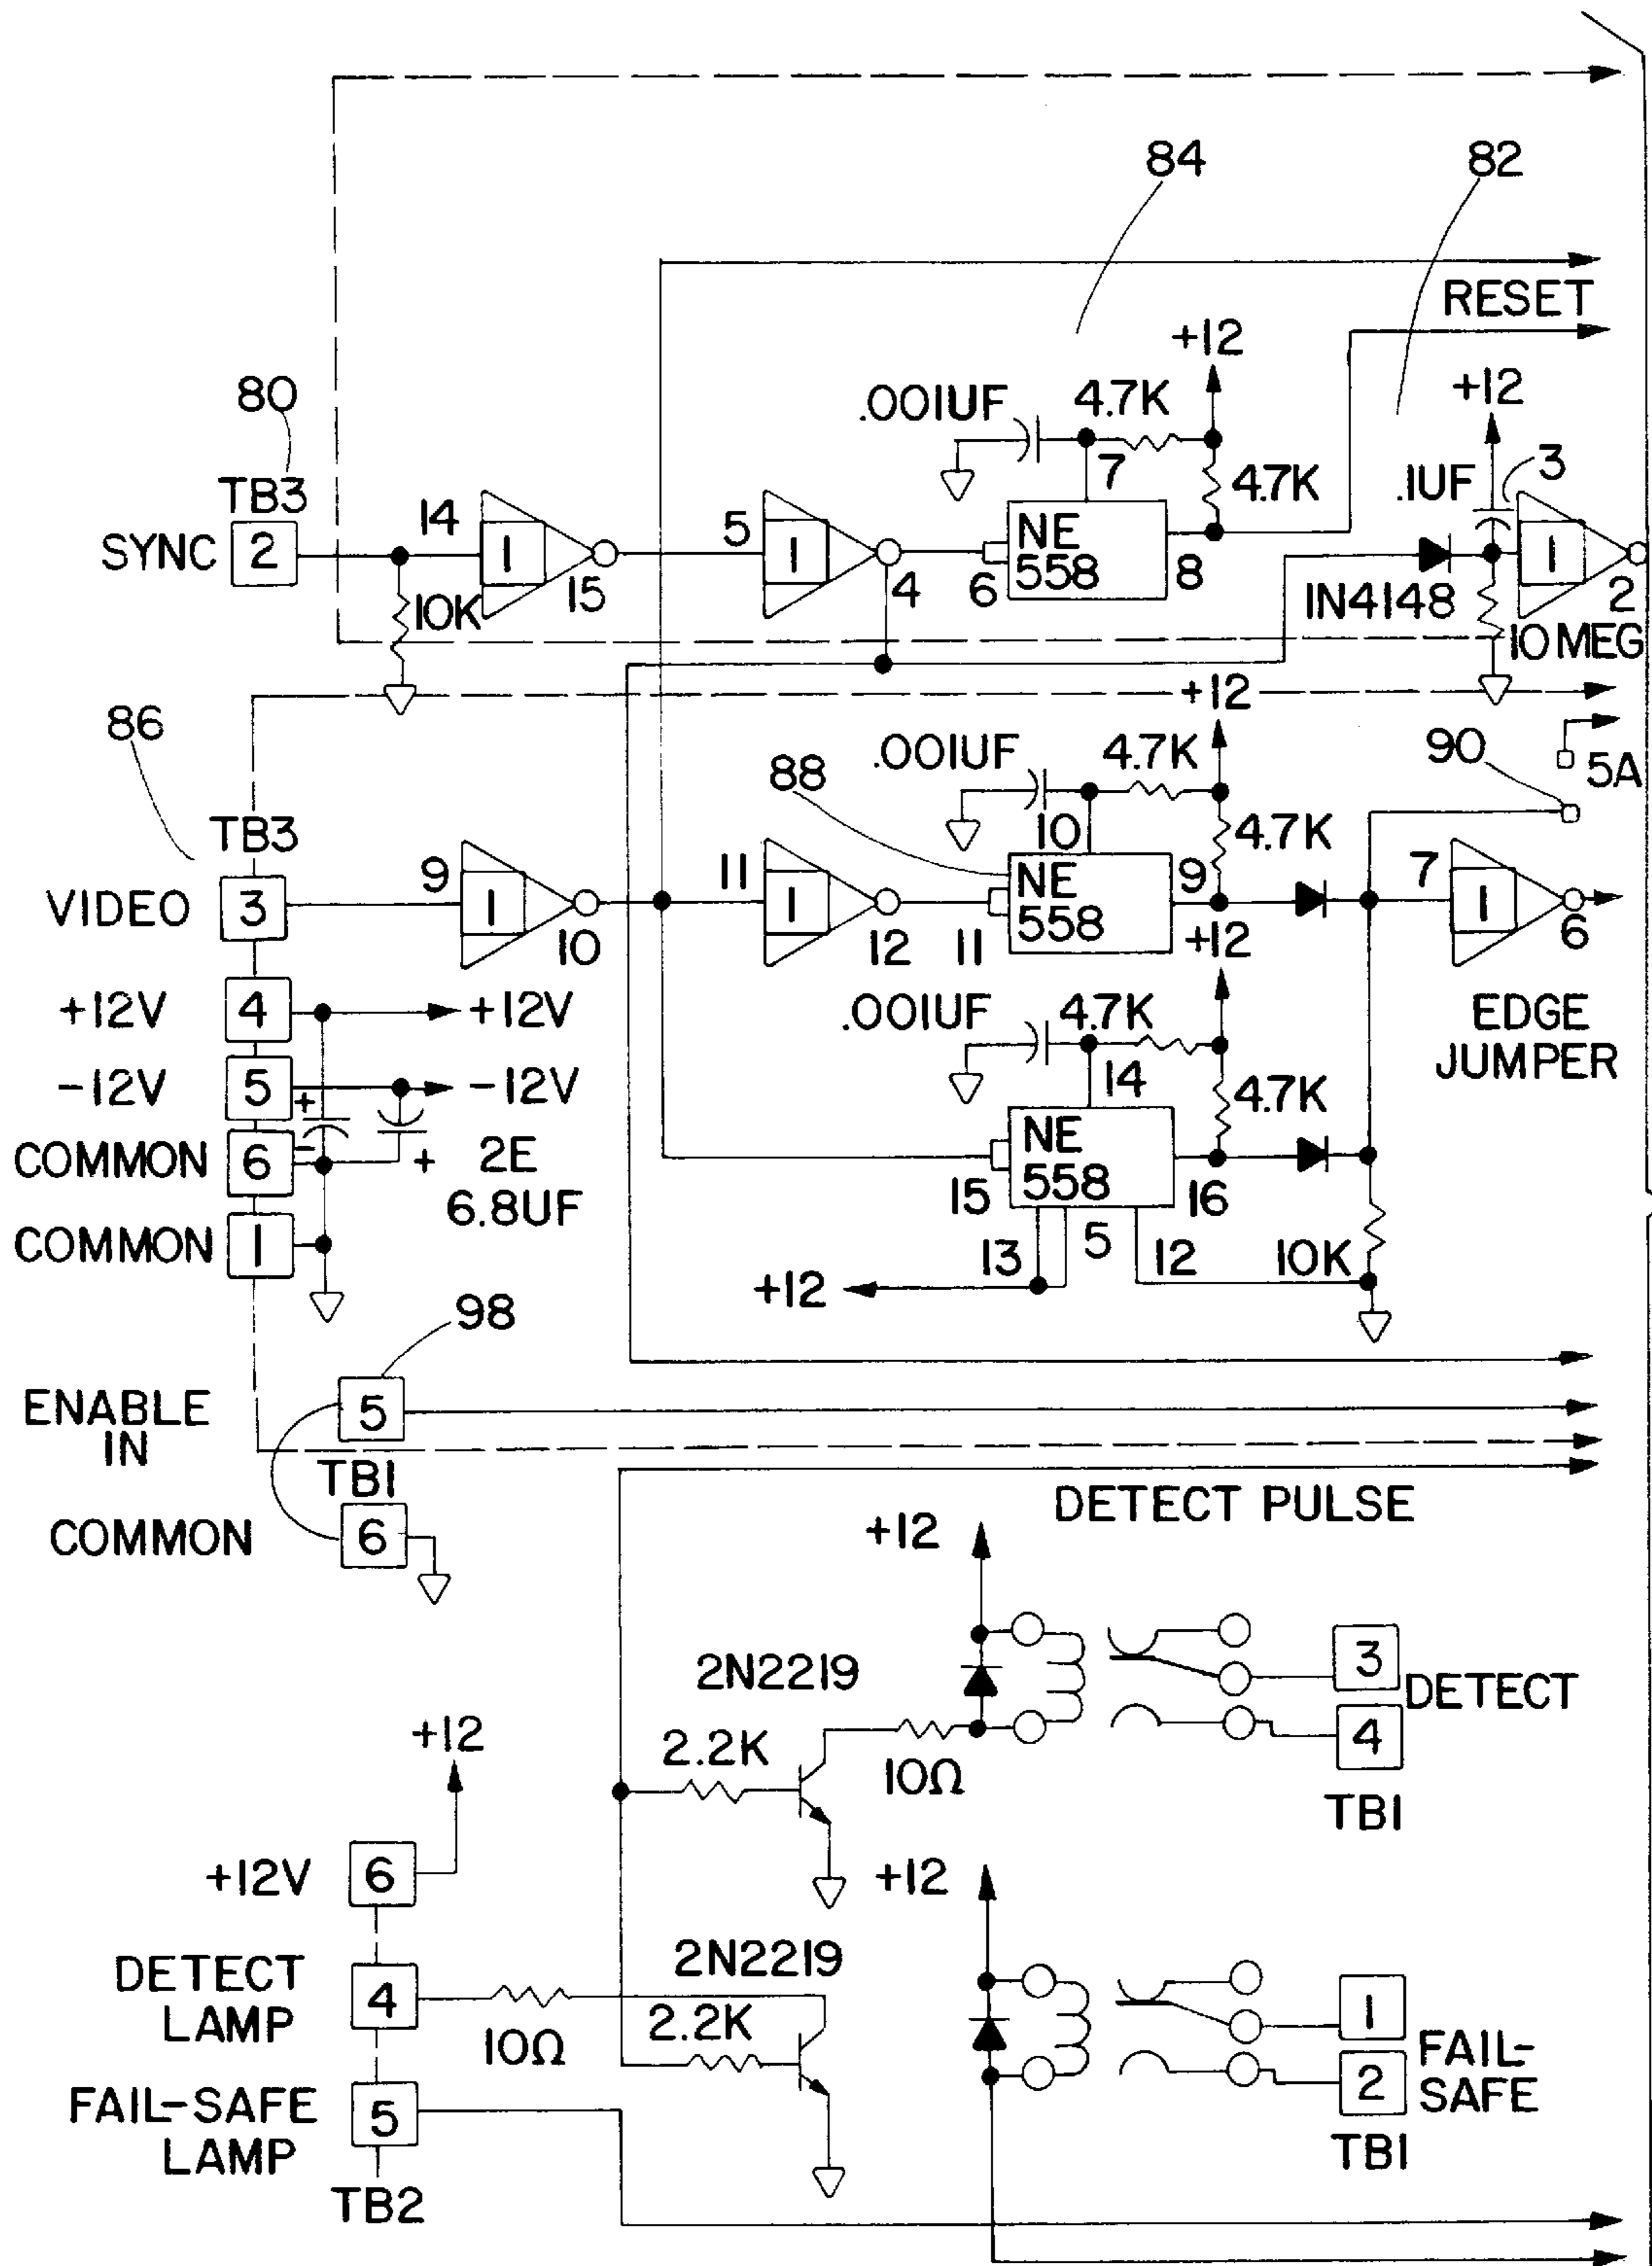 84
82
RESET
+12
80
.001UF
4.7K
+12
3
TB3
7
4.7K
.1UF
SYNC
2
14
1
15
5
1
4
6
NE
558
8
1N4148
1
2
10K
10 MEG
86
+12
90
5A
.001UF
4.7K
88
TB3
10
4.7K
VIDEO
3
9
1
10
11
1
12
11
NE
558
9
7
1
6
+12
+12V
4
+12V
.001UF
4.7K
EDGE
JUMPER
-12V
5
-12V
+
14
4.7K
COMMON
6
-
+
2E
6.8UF
NE
558
15
16
COMMON
1
13
5
12
10K
+12
98
ENABLE
IN
5
TB1
DETECT PULSE
COMMON
6
+12
2N2219
3
DETECT
+12
2.2K
10Ω
4
TB1
+12V
6
+12
DETECT
LAMP
4
2N2219
10Ω
2.2K
1
FAIL-
SAFE
2
FAIL-SAFE
LAMP
5
TB1
TB2